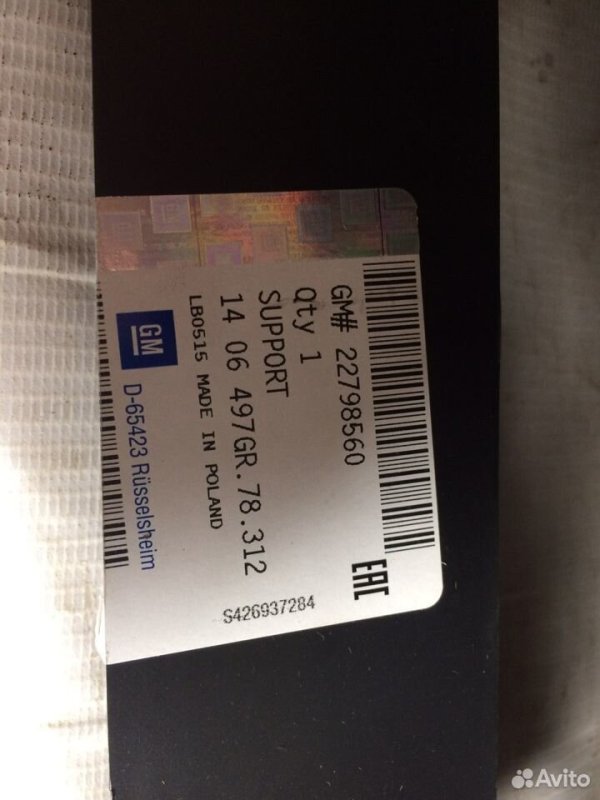 GM# 22798560
Qty 1
SUPPORT
14 06 497GR.78.312
LB0515 MADE IN POLAND
EAC
S426937284
GM
D-65423 Rüsselsheim
Avito